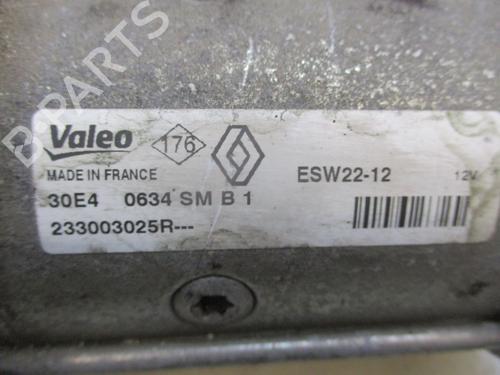 B-PARTS
Valeo 176 ESW22-12 12V
MADE IN FRANCE
30E4 0634 SM B 1
233003025R---